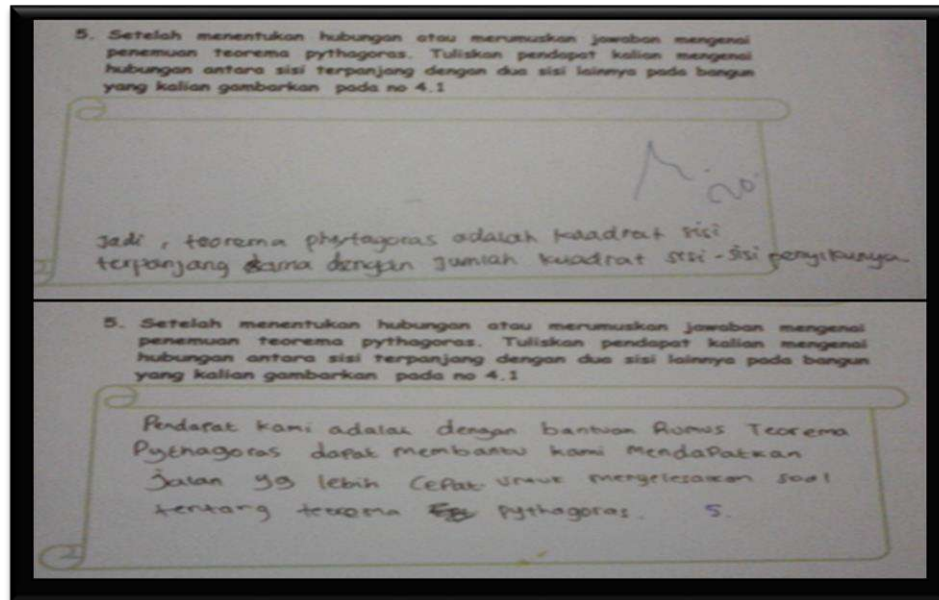 5. Setelah menentukan hubungan atau merumuskan jawaban mengenai
penemuan teorema pythagoras. Tuliskan pendapat kalian mengenai
hubungan antara sisi terpanjang dengan dua sisi lainnya pada bangun
yang kalian gambarkan pada no 4.1
Jadi, teorema phytagoras adalah kuadrat sisi
terpanjang sama dengan jumlah kuadrat sisi-sisi penyikunya.
5. Setelah menentukan hubungan atau merumuskan jawaban mengenai
penemuan teorema pythagoras. Tuliskan pendapat kalian mengenai
hubungan antara sisi terpanjang dengan dua sisi lainnya pada bangun
yang kalian gambarkan pada no 4.1
Pendapat kami adalah dengan bantuan Rumus Teorema
Pythagoras dapat membantu kami mendapatkan
jalan yg lebih cepat untuk menyelesaikan soal
tentang teorema pythagoras. 5.